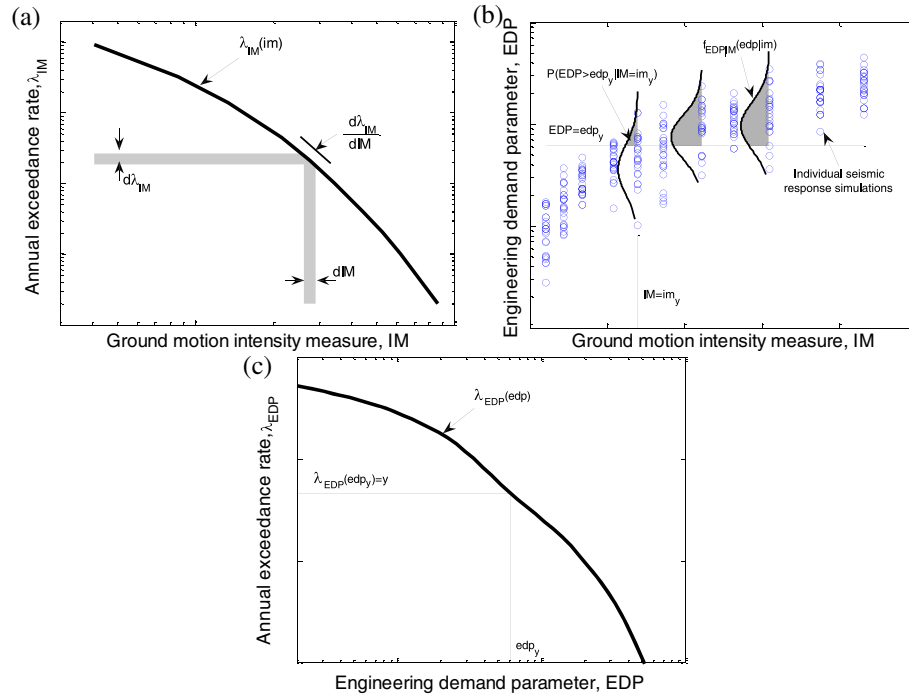 (a)
λIM(im)
dλIM
dIM
dλIM
dIM
Annual exceedance rate,λIM
Ground motion intensity measure, IM
(b)
fEDP|IM(edp|im)
P(EDP>edpy|IM=imy)
EDP=edpy
Individual seismic
response simulations
IM=imy
Engineering demand parameter, EDP
Ground motion intensity measure, IM
(c)
λEDP(edp)
λEDP(edpy)=y
edpy
Annual exceedance rate,λEDP
Engineering demand parameter, EDP